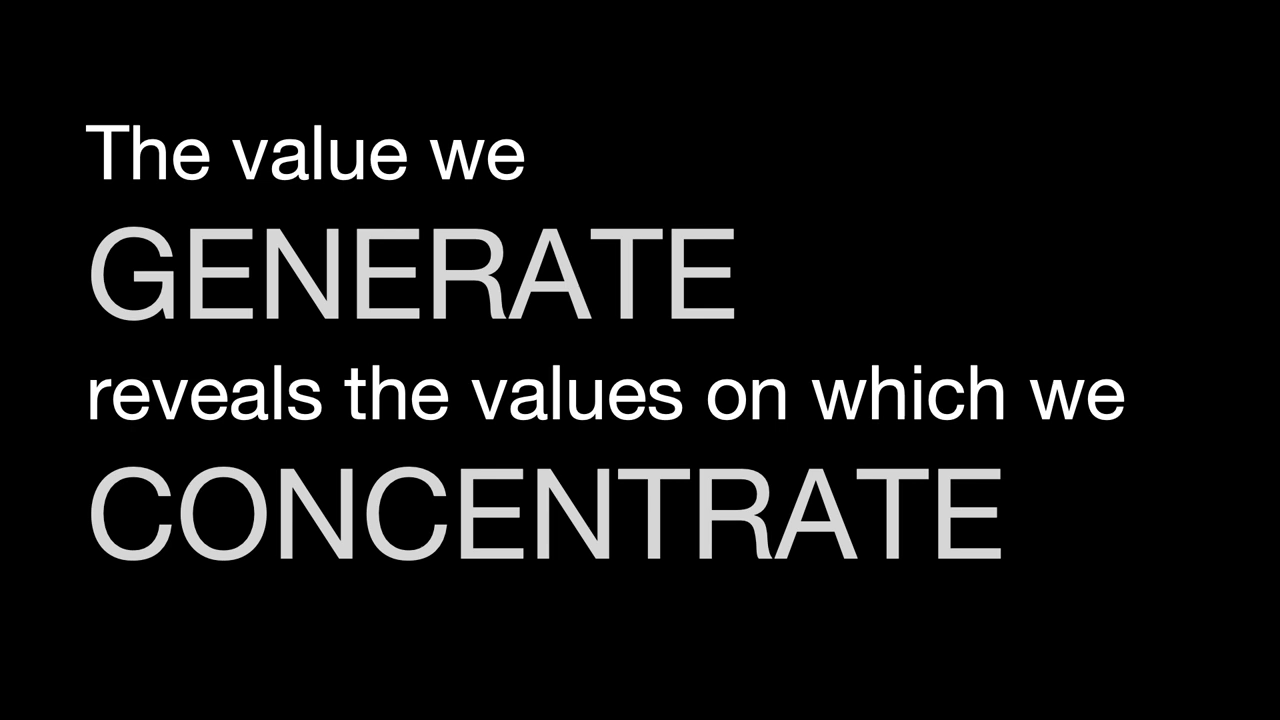 The value we
GENERATE
reveals the values on which we
CONCENTRATE